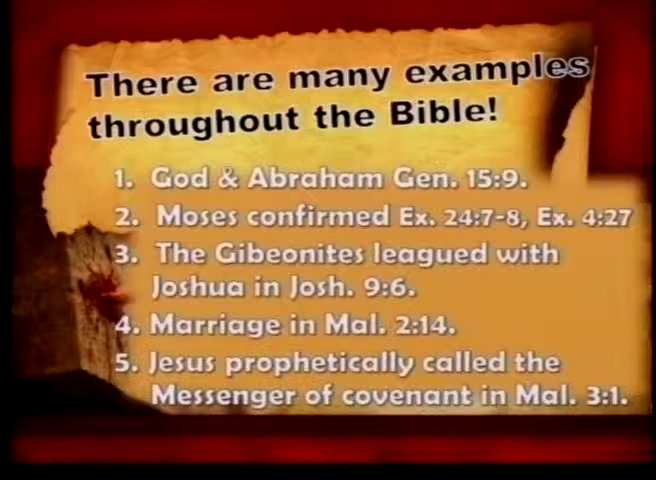 There are many examples
throughout the Bible!
1. God & Abraham Gen. 15:9.
2. Moses confirmed Ex. 24:7-8, Ex. 4:27
3. The Gibeonites leagued with
Joshua in Josh. 9:6.
4. Marriage in Mal. 2:14.
5. Jesus prophetically called the
Messenger of covenant in Mal. 3:1.